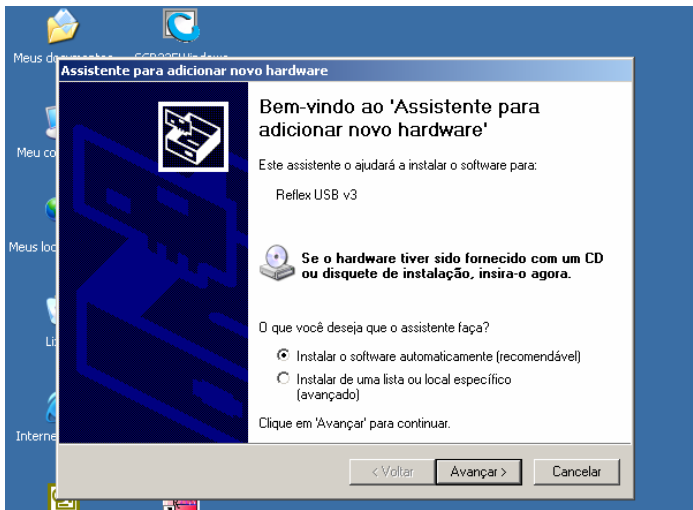 Meus documentos
SCR335Windows
Assistente para adicionar novo hardware
Bem-vindo ao 'Assistente para
adicionar novo hardware'
Este assistente o ajudará a instalar o software para:
Reflex USB v3
Se o hardware tiver sido fornecido com um CD
ou disquete de instalação, insira-o agora.
O que você deseja que o assistente faça?
Instalar o software automaticamente (recomendável)
Instalar de uma lista ou local específico
(avançado)
Clique em 'Avançar' para continuar.
< Voltar
Avançar >
Cancelar
Meu co
Meus loc
Li
Interne